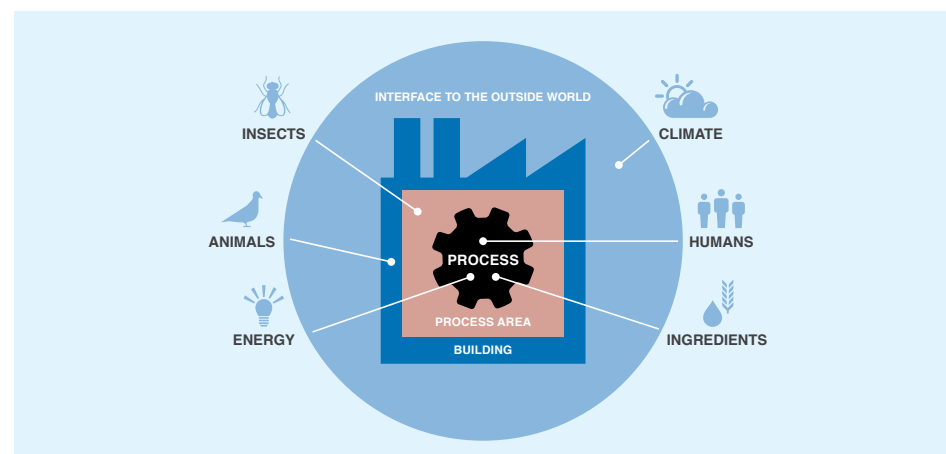 INTERFACE TO THE OUTSIDE WORLD
INSECTS
CLIMATE
ANIMALS
HUMANS
PROCESS
ENERGY
PROCESS AREA
INGREDIENTS
BUILDING